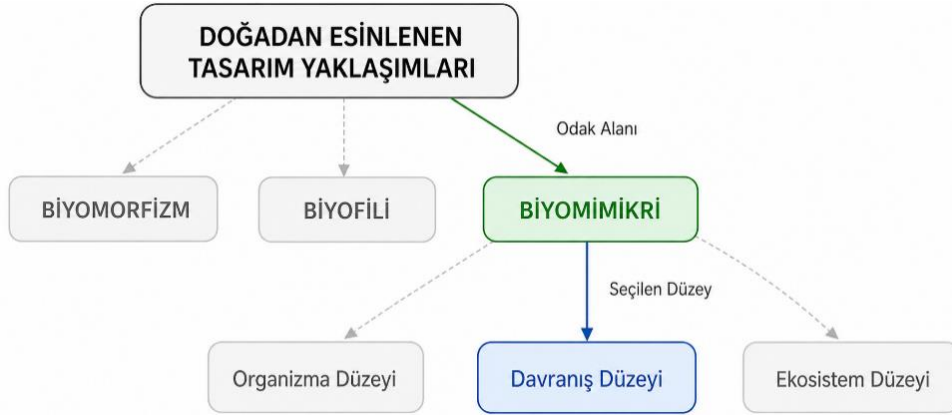 DOĞADAN ESİNLENEN
TASARIM YAKLAŞIMLARI
Odak Alanı
BİYOMORFİZM
BİYOFİLİ
BİYOMİMİKRİ
Seçilen Düzey
Organizma Düzeyi
Davranış Düzeyi
Ekosistem Düzeyi